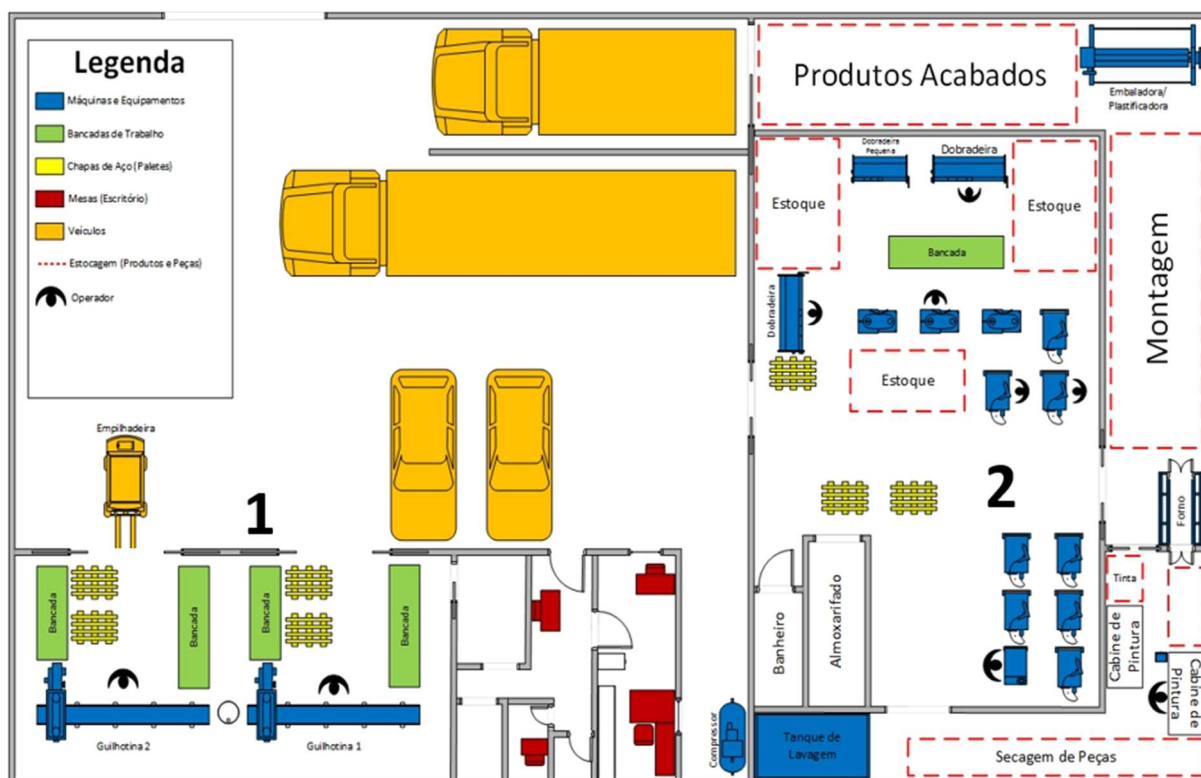 Legenda
Máquinas e Equipamentos
Bancadas de Trabalho
Chapas de Aço (Paletes)
Mesas (Escritório)
Veículos
Estocagem (Produtos e Peças)
Operador
Produtos Acabados
Embaladora/
Plastificadora
Dobradeira
Pequena
Dobradeira
Estoque
Estoque
Bancada
Dobradeira
Estoque
Montagem
Empilhadeira
1
2
Forno
Bancada
Bancada
Bancada
Bancada
Guilhotina 2
Guilhotina 1
Banheiro
Almoxarifado
Tinta
Cabine de
Pintura
Cabine de
Pintura
Compressor
Tanque de
Lavagem
Secagem de Peças